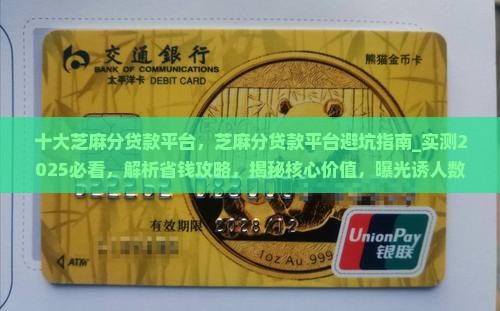 交通銀行
BANK OF COMMUNICATIONS
太平洋卡 DEBIT CARD
熊猫金币卡
十大芝麻分贷款平台，芝麻分贷款平台避坑指南_实测2
025必看，解析省钱攻略，揭秘核心价值，曝光诱人数
有效期限 2028/12
1oz Au .999
ATM
UnionPay
银联